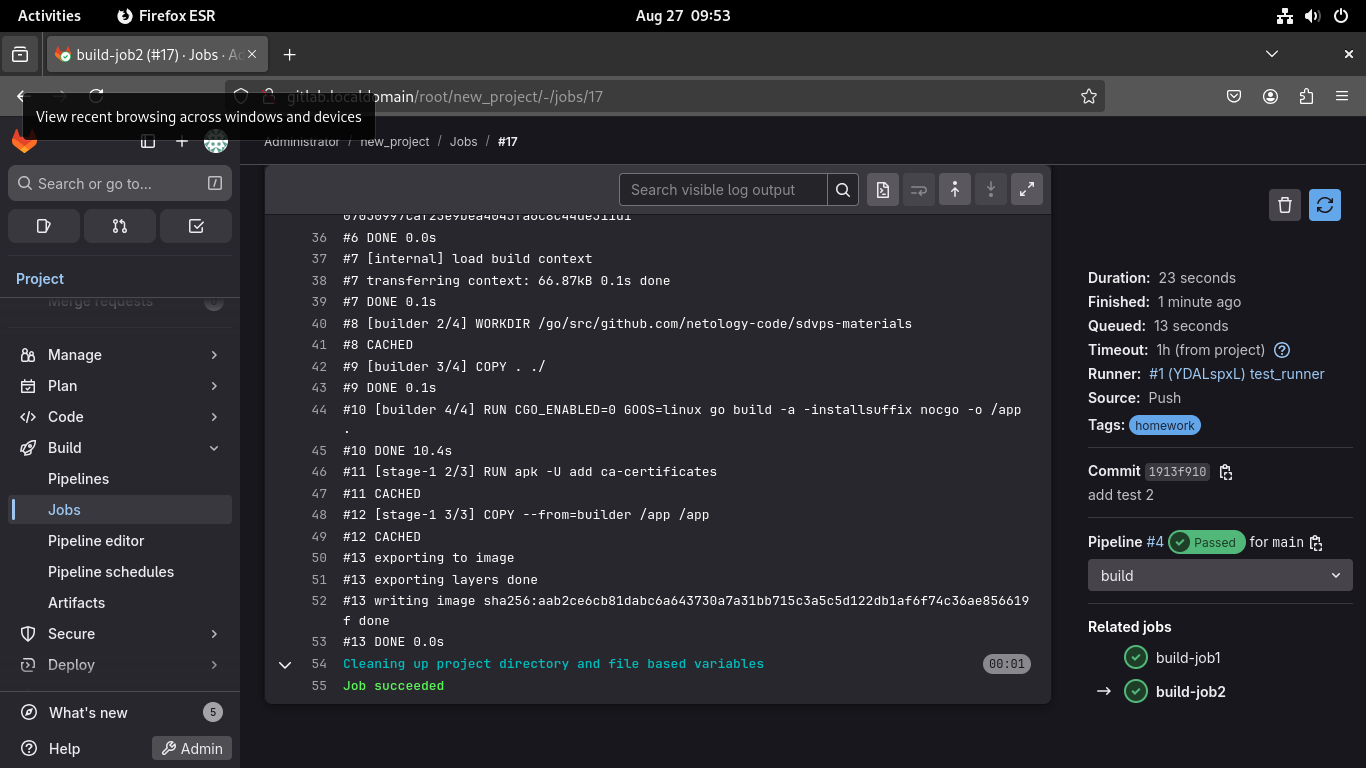 Activities Firefox ESR Aug 27 09:53
build-job2 (#17) · Jobs · Ad
gitlab.localdomain/root/new_project/-/jobs/17
View recent browsing across windows and devices
Administrator / new_project / Jobs / #17
Search or go to...
/
Project
Merge requests
Manage
Plan
Code
Build
Pipelines
Jobs
Pipeline editor
Pipeline schedules
Artifacts
Secure
Deploy
What's new 5
Help Admin
Search visible log output
36 #6 DONE 0.0s
37 #7 [internal] load build context
38 #7 transferring context: 66.87kB 0.1s done
39 #7 DONE 0.1s
40 #8 [builder 2/4] WORKDIR /go/src/github.com/netology-code/sdvps-materials
41 #8 CACHED
42 #9 [builder 3/4] COPY . ./
43 #9 DONE 0.1s
44 #10 [builder 4/4] RUN CGO_ENABLED=0 GOOS=linux go build -a -installsuffix nocgo -o /app
.
45 #10 DONE 10.4s
46 #11 [stage-1 2/3] RUN apk -U add ca-certificates
47 #11 CACHED
48 #12 [stage-1 3/3] COPY --from=builder /app /app
49 #12 CACHED
50 #13 exporting to image
51 #13 exporting layers done
52 #13 writing image sha256:aab2ce6cb81dabc6a643730a7a31bb715c3a5c5d122db1af6f74c36ae856619
f done
53 #13 DONE 0.0s
54 Cleaning up project directory and file based variables 00:01
55 Job succeeded
Duration: 23 seconds
Finished: 1 minute ago
Queued: 13 seconds
Timeout: 1h (from project)
Runner: #1 (YDALspxL) test_runner
Source: Push
Tags: homework
Commit 1913f910
add test 2
Pipeline #4 Passed for main
build
Related jobs
build-job1
→ build-job2